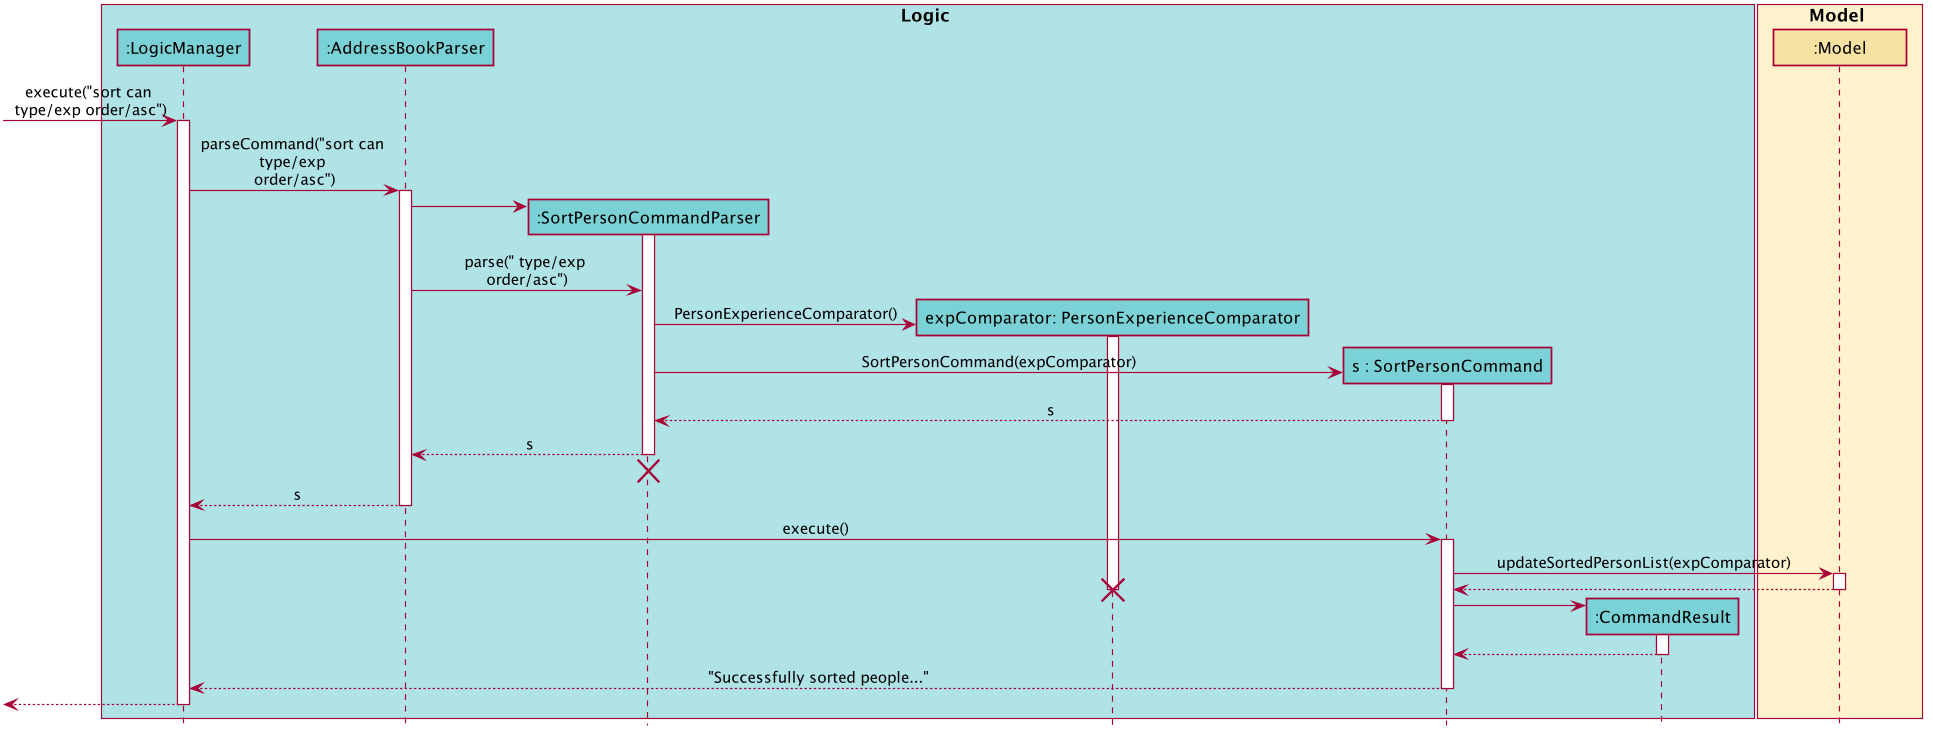 Logic
Model
:LogicManager
:AddressBookParser
:Model
execute("sort can
type/exp order/asc")
parseCommand("sort can
type/exp
order/asc")
:SortPersonCommandParser
parse(" type/exp
order/asc")
PersonExperienceComparator()
expComparator: PersonExperienceComparator
SortPersonCommand(expComparator)
s : SortPersonCommand
s
s
s
execute()
updateSortedPersonList(expComparator)
:CommandResult
"Successfully sorted people..."